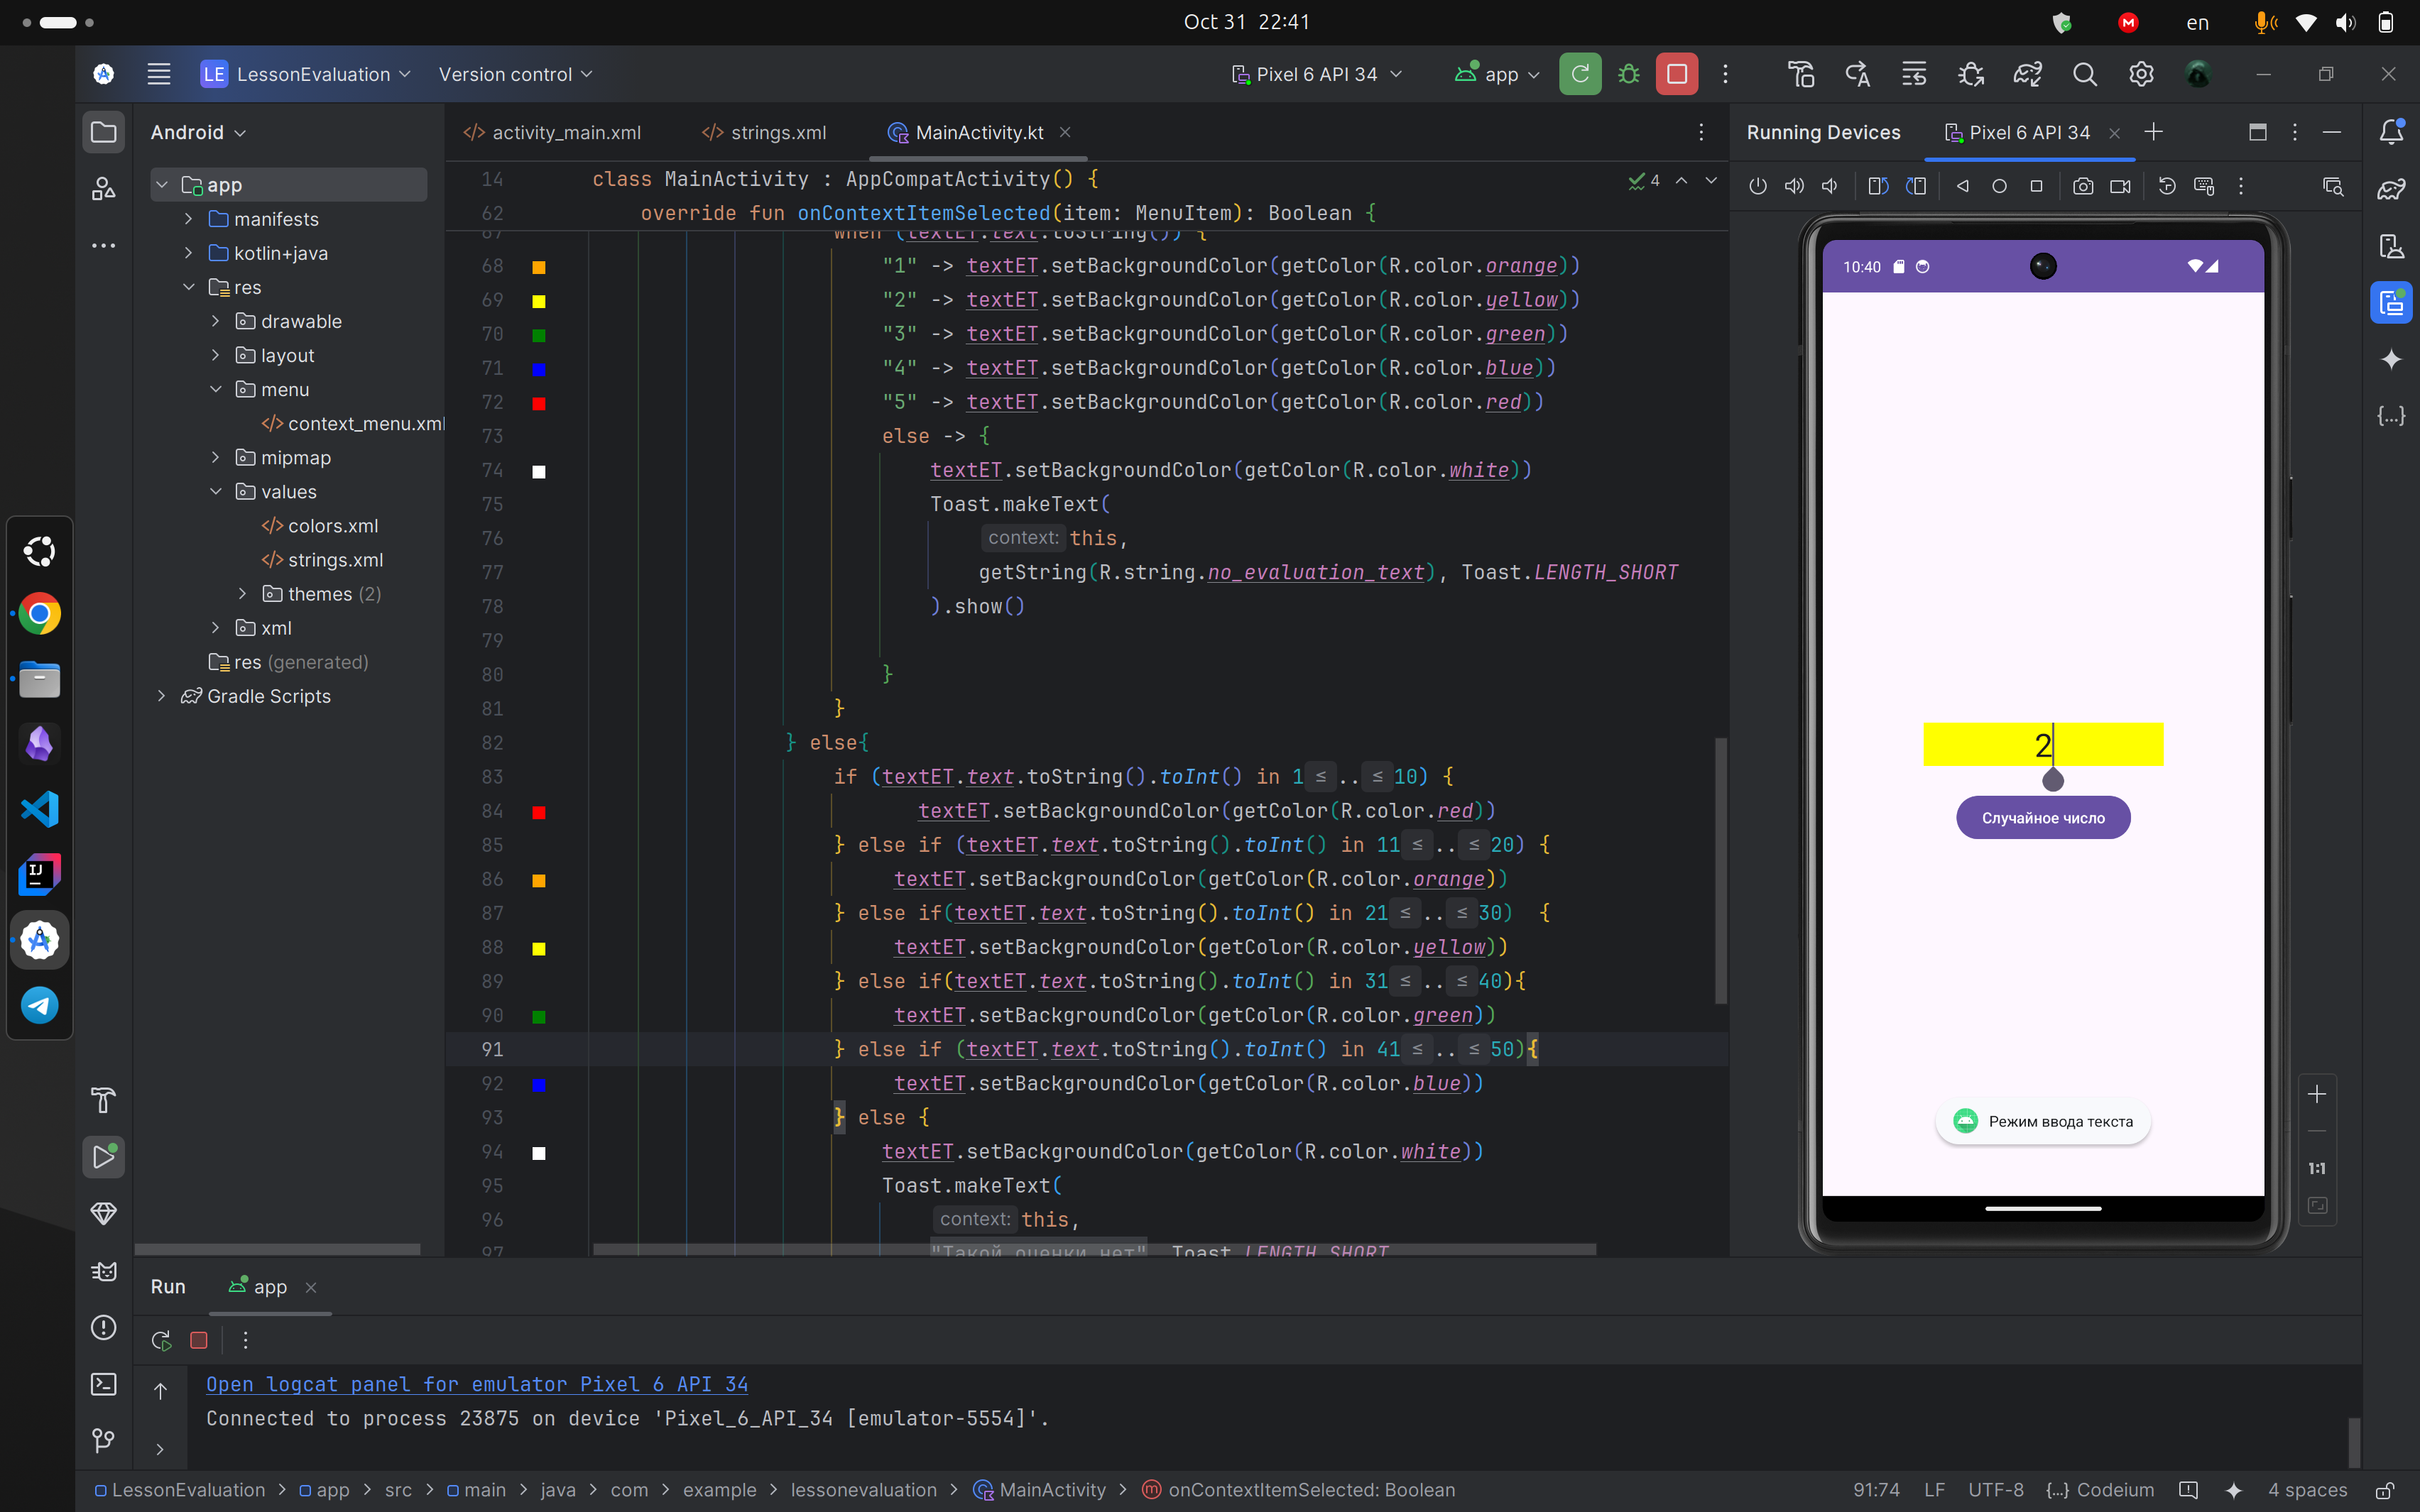 Oct 31 22:41
en
LE LessonEvaluation
Version control
Pixel 6 API 34
app
Android
app
manifests
kotlin+java
res
drawable
layout
menu
context_menu.xml
mipmap
values
colors.xml
strings.xml
themes (2)
xml
res (generated)
Gradle Scripts
activity_main.xml
strings.xml
MainActivity.kt
4
14 class MainActivity : AppCompatActivity() {
62 override fun onContextItemSelected(item: MenuItem): Boolean {
67 when (textET.text.toString()) {
68 "1" -> textET.setBackgroundColor(getColor(R.color.orange))
69 "2" -> textET.setBackgroundColor(getColor(R.color.yellow))
70 "3" -> textET.setBackgroundColor(getColor(R.color.green))
71 "4" -> textET.setBackgroundColor(getColor(R.color.blue))
72 "5" -> textET.setBackgroundColor(getColor(R.color.red))
73 else -> {
74 textET.setBackgroundColor(getColor(R.color.white))
75 Toast.makeText(
76 context: this,
77 getString(R.string.no_evaluation_text), Toast.LENGTH_SHORT
78 ).show()
79
80 }
81 }
82 } else{
83 if (textET.text.toString().toInt() in 1 ≤ .. ≤ 10) {
84 textET.setBackgroundColor(getColor(R.color.red))
85 } else if (textET.text.toString().toInt() in 11 ≤ .. ≤ 20) {
86 textET.setBackgroundColor(getColor(R.color.orange))
87 } else if(textET.text.toString().toInt() in 21 ≤ .. ≤ 30) {
88 textET.setBackgroundColor(getColor(R.color.yellow))
89 } else if(textET.text.toString().toInt() in 31 ≤ .. ≤ 40){
90 textET.setBackgroundColor(getColor(R.color.green))
91 } else if (textET.text.toString().toInt() in 41 ≤ .. ≤ 50){
92 textET.setBackgroundColor(getColor(R.color.blue))
93 } else {
94 textET.setBackgroundColor(getColor(R.color.white))
95 Toast.makeText(
96 context: this,
97 "Такой оценки нет", Toast.LENGTH_SHORT
Running Devices
Pixel 6 API 34
10:40
2
Случайное число
Режим ввода текста
1:1
Run
app
Open logcat panel for emulator Pixel 6 API 34
Connected to process 23875 on device 'Pixel_6_API_34 [emulator-5554]'.
LessonEvaluation > app > src > main > java > com > example > lessonevaluation > MainActivity > onContextItemSelected: Boolean
91:74 LF UTF-8 {...} Codeium 4 spaces